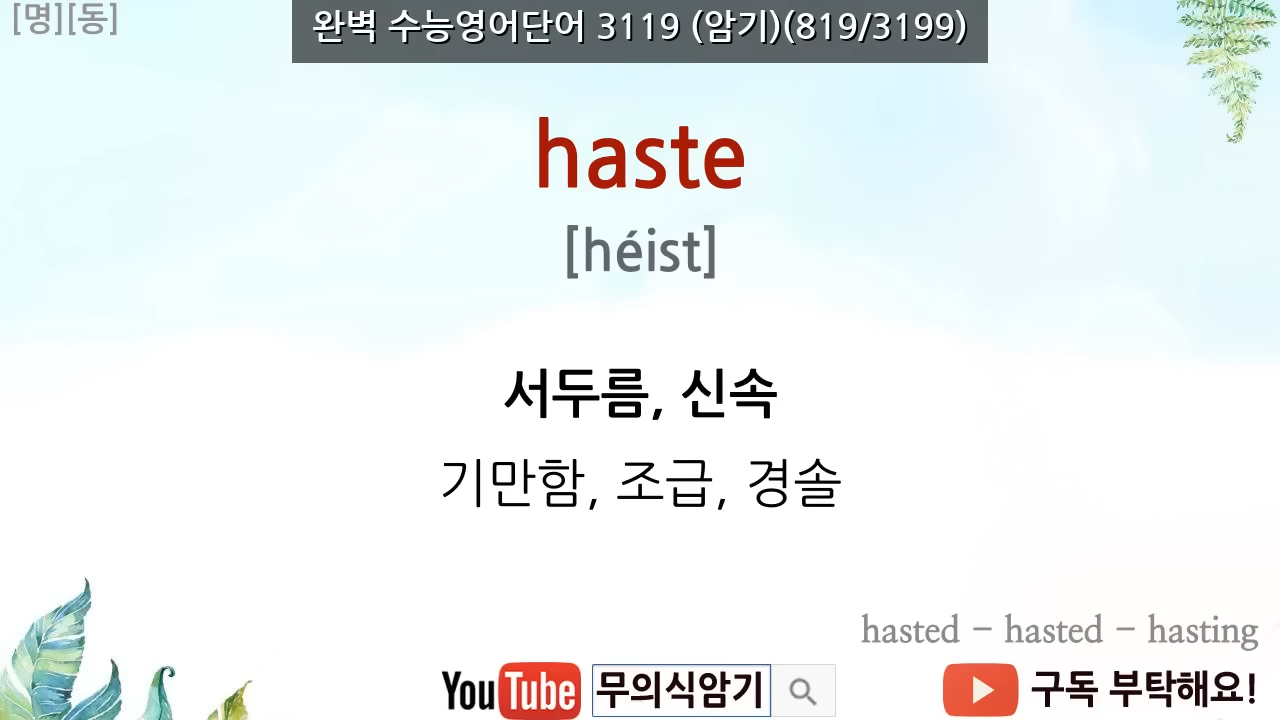 [명][동]
완벽 수능영어단어 3119 (암기)(819/3199)
haste
[héist]
서두름, 신속
기만함, 조급, 경솔
hasted - hasted - hasting
YouTube 무의식암기
구독 부탁해요!